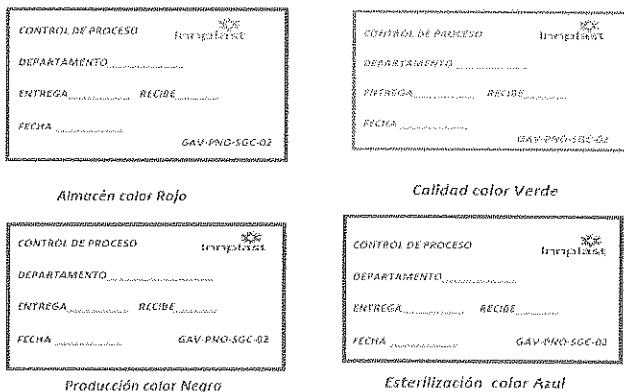 CONTROL DE PROCESO Innplast
DEPARTAMENTO
ENTREGA RECIBE
FECHA
GAV-PNO-SGC-02
Almacén color Rojo
CONTROL DE PROCESO Innplast
DEPARTAMENTO
ENTREGA RECIBE
FECHA
GAV-PNO-SGC-02
Calidad color Verde
CONTROL DE PROCESO Innplast
DEPARTAMENTO
ENTREGA RECIBE
FECHA GAV-PNO-SGC-02
Producción color Negro
CONTROL DE PROCESO Innplast
DEPARTAMENTO
ENTREGA RECIBE
FECHA GAV-PNO-SGC-02
Esterilización color Azul